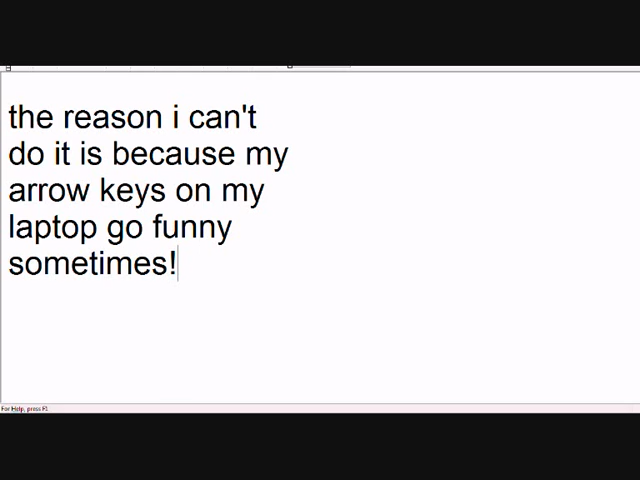 the reason i can't
do it is because my
arrow keys on my
laptop go funny
sometimes!
For Help, press F1